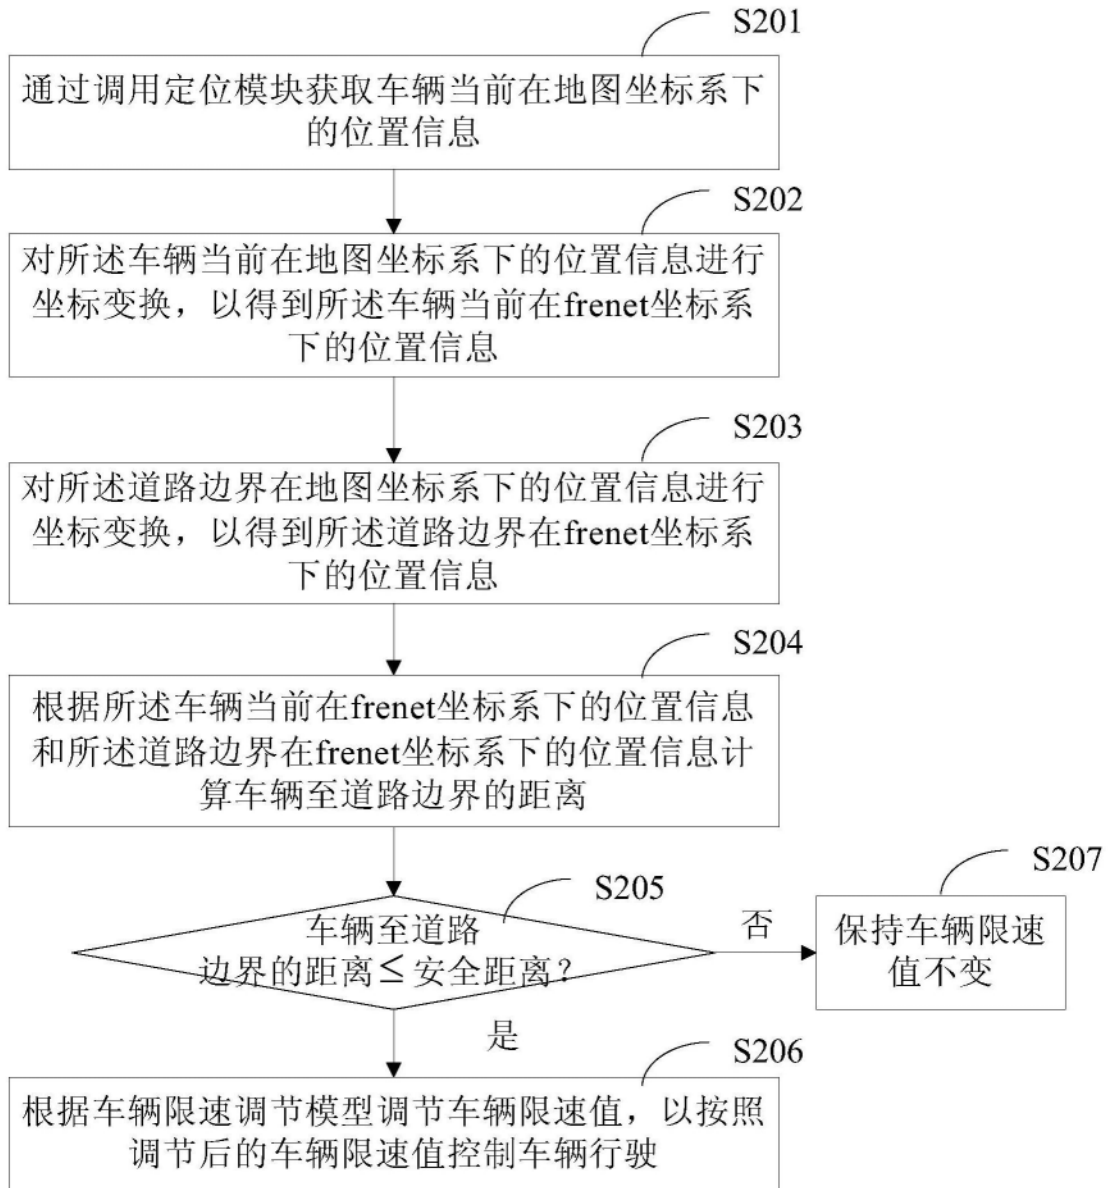 S201
通过调用定位模块获取车辆当前在地图坐标系下
的位置信息
S202
对所述车辆当前在地图坐标系下的位置信息进行
坐标变换，以得到所述车辆当前在frenet坐标系
下的位置信息
S203
对所述道路边界在地图坐标系下的位置信息进行
坐标变换，以得到所述道路边界在frenet坐标系
下的位置信息
S204
根据所述车辆当前在frenet坐标系下的位置信息
和所述道路边界在frenet坐标系下的位置信息计
算车辆至道路边界的距离
S205
车辆至道路
边界的距离≤安全距离？
否
S207
保持车辆限速
值不变
是
S206
根据车辆限速调节模型调节车辆限速值，以按照
调节后的车辆限速值控制车辆行驶